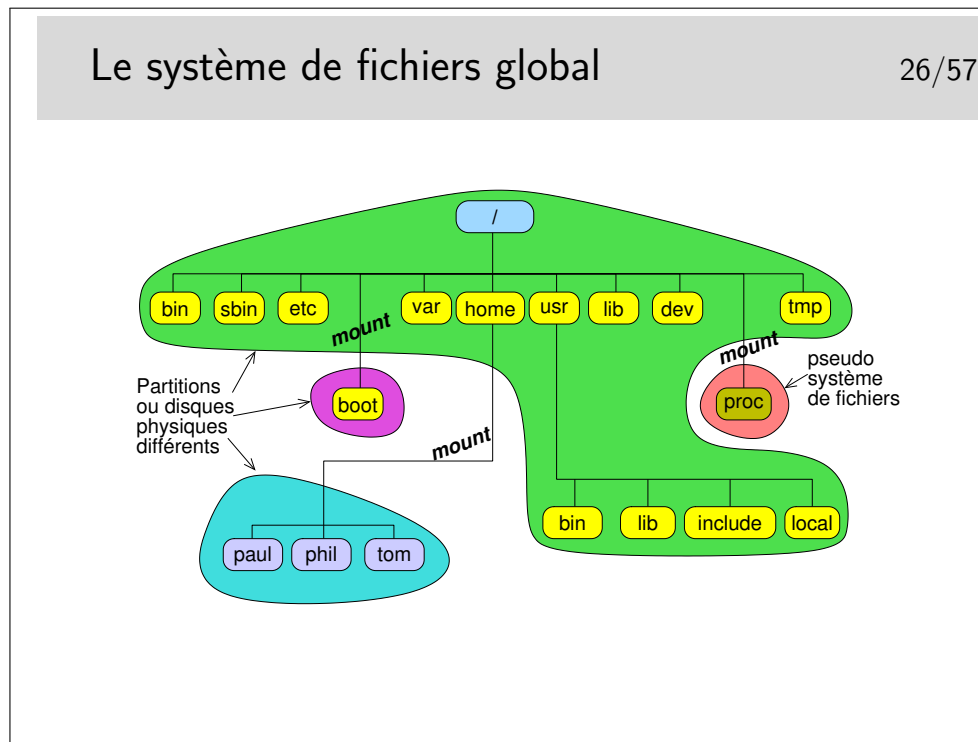 Le système de fichiers global 26/57
/
bin sbin etc var home usr lib dev tmp
mount
mount
Partitions
ou disques
physiques
différents
boot
proc
pseudo
système
de fichiers
mount
bin lib include local
paul phil tom